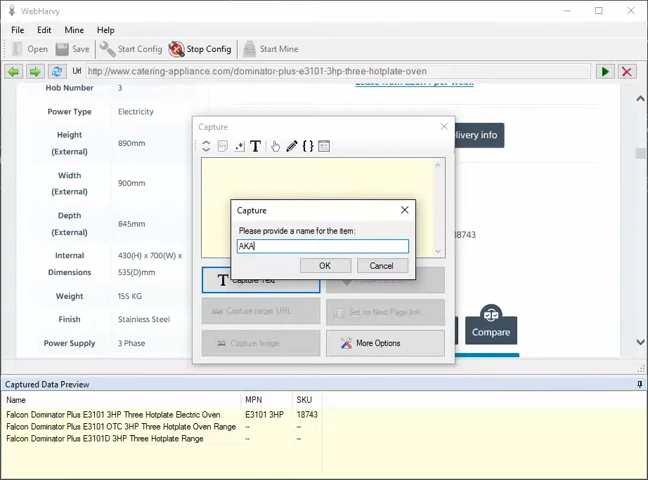 WebHarvy
File Edit Mine Help
Open Save Start Config Stop Config Start Mine
Url http://www.catering-appliance.com/dominator-plus-e3101-3hp-three-hotplate-oven
Hob Number 3
Power Type Electricity
Height (External) 890mm
Width (External) 900mm
Depth (External) 845mm
Internal Dimensions 430(H) x 700(W) x 535(D)mm
Weight 155 KG
Finish Stainless Steel
Power Supply 3 Phase
elivery info
18743
Compare
Capture
Capture
Please provide a name for the item:
AKA
OK Cancel
Capture Text
Capture Target URL Set as Next Page link
Capture Image More Options
Captured Data Preview
Name MPN SKU
Falcon Dominator Plus E3101 3HP Three Hotplate Electric Oven E3101 3HP 18743
Falcon Dominator Plus E3101 OTC 3HP Three Hotplate Oven Range -- --
Falcon Dominator Plus E3101D 3HP Three Hotplate Range -- --